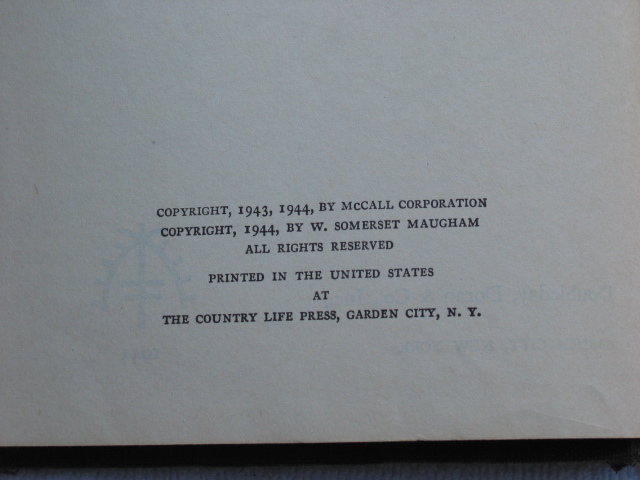 COPYRIGHT, 1943, 1944, BY McCALL CORPORATION
COPYRIGHT, 1944, BY W. SOMERSET MAUGHAM
ALL RIGHTS RESERVED
PRINTED IN THE UNITED STATES
AT
THE COUNTRY LIFE PRESS, GARDEN CITY, N. Y.